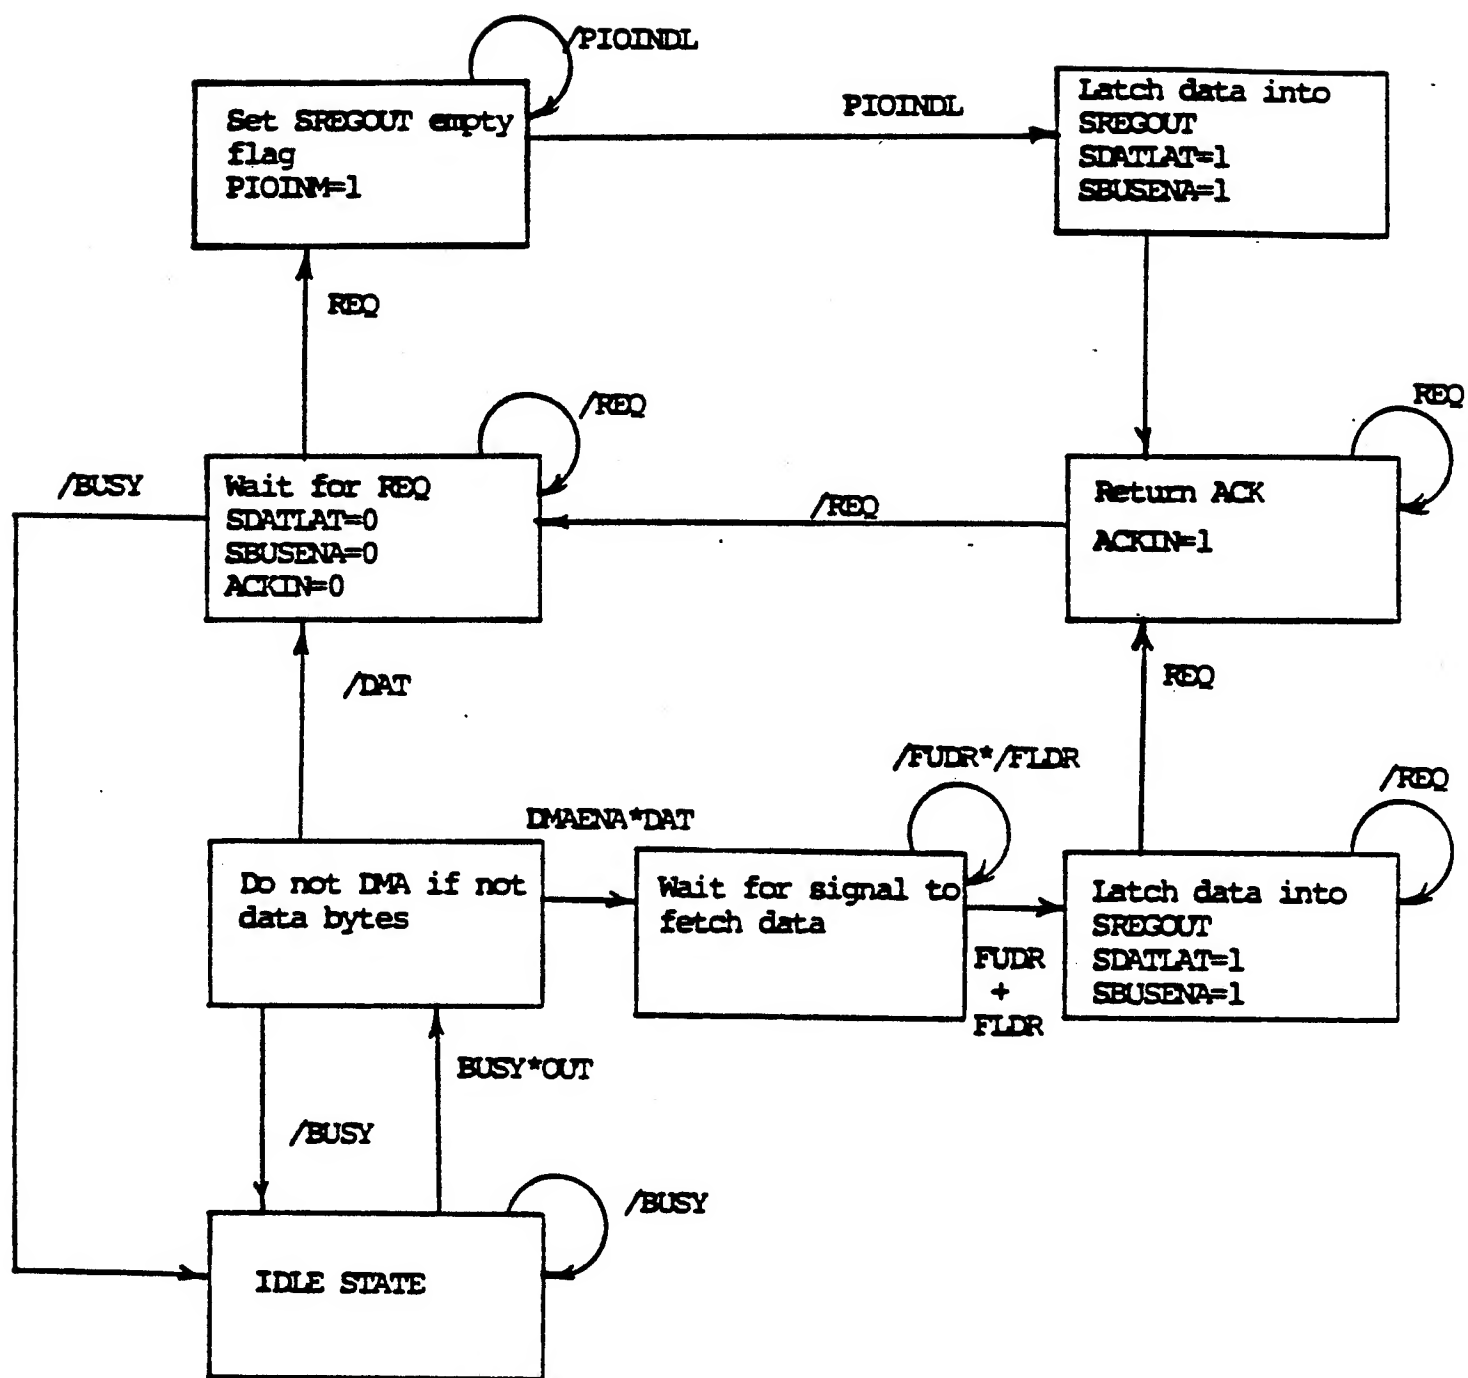 /PIOINDL
Set SREGOUT empty
flag
PIOINM=1
PIOINDL
Latch data into
SREGOUT
SDATLAT=1
SBUSENA=1
REQ
/REQ
REQ
/BUSY
Wait for REQ
SDATLAT=0
SBUSENA=0
ACKIN=0
/REQ
Return ACK
ACKIN=1
/DAT
REQ
/FUDR*/FLDR
/REQ
DMAENA*DAT
Do not DMA if not
data bytes
Wait for signal to
fetch data
FUDR
+
FLDR
Latch data into
SREGOUT
SDATLAT=1
SBUSENA=1
BUSY*OUT
/BUSY
/BUSY
IDLE STATE